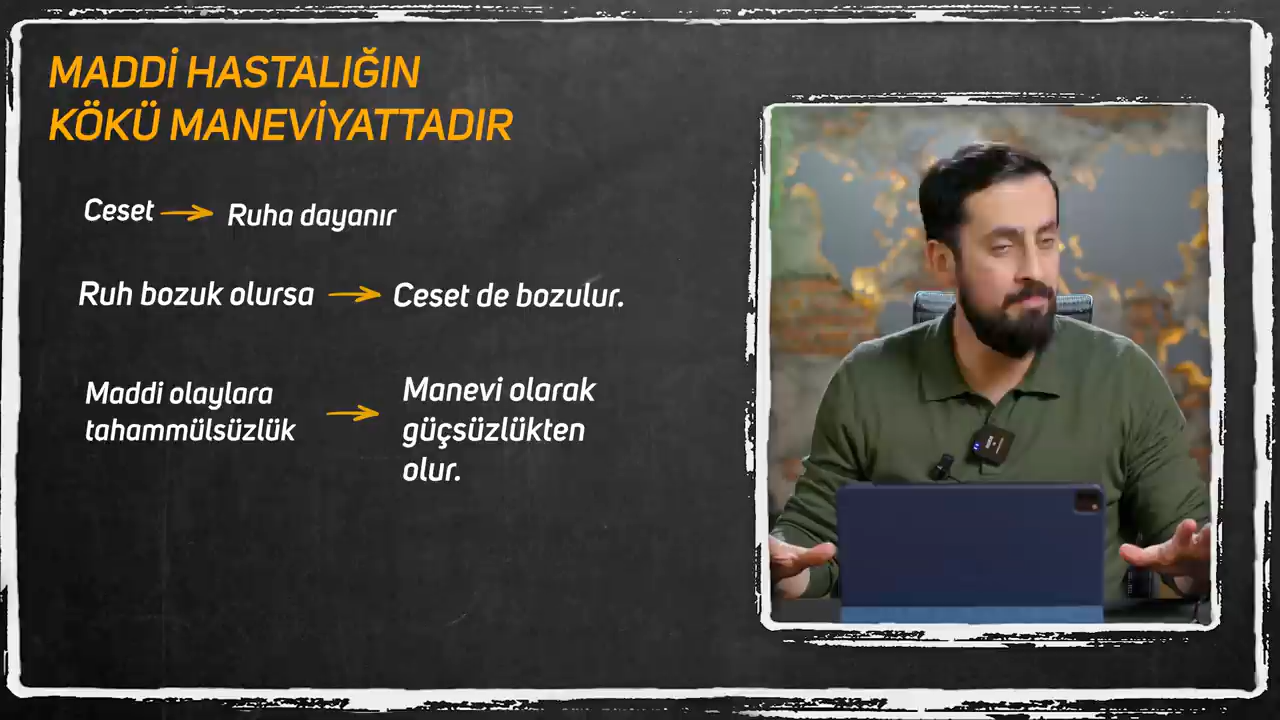 MADDİ HASTALIĞIN
KÖKÜ MANEVİYATTADIR
Ceset → Ruha dayanır
Ruh bozuk olursa → Ceset de bozulur.
Maddi olaylara
tahammülsüzlük
→
Manevi olarak
güçsüzlükten
olur.